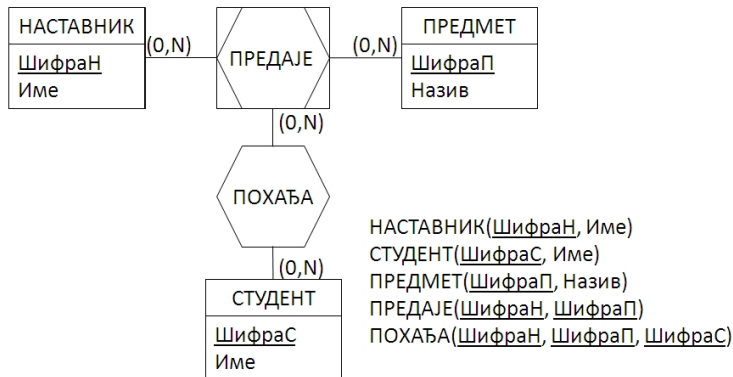 НАСТАВНИК
ШифраН
Име
(0,N)
ПРЕДАЈЕ
(0,N)
ПРЕДМЕТ
ШифраП
Назив
(0,N)
ПОХАЂА
(0,N)
СТУДЕНТ
ШифраС
Име
НАСТАВНИК(ШифраН, Име)
СТУДЕНТ(ШифраС, Име)
ПРЕДМЕТ(ШифраП, Назив)
ПРЕДАЈЕ(ШифраН, ШифраП)
ПОХАЂА(ШифраН, ШифраП, ШифраС)